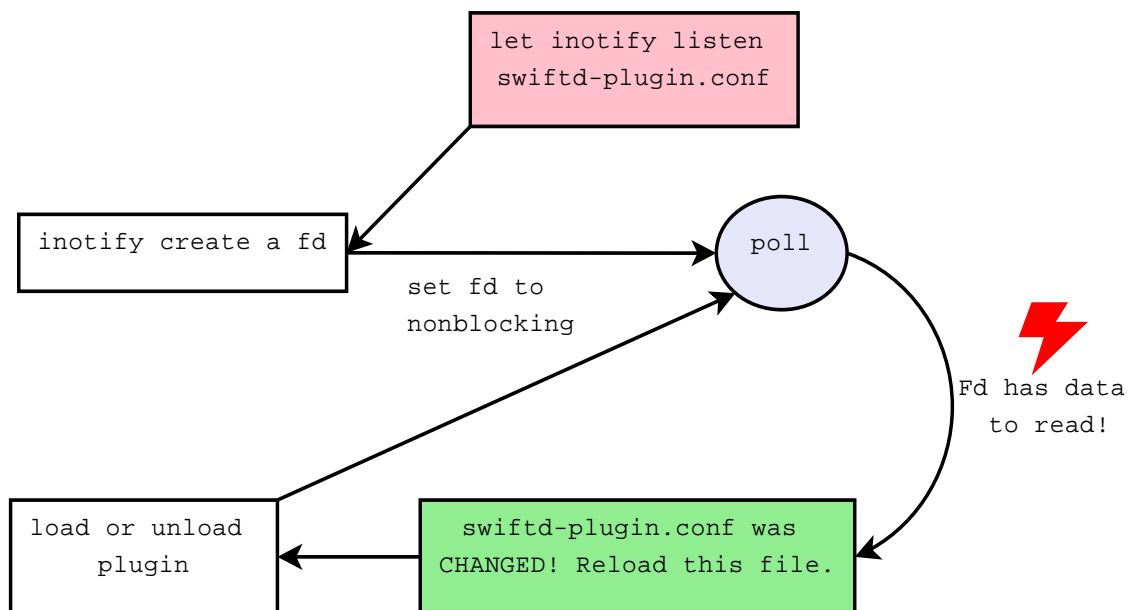 let inotify listen
swiftd-plugin.conf
inotify create a fd
poll
set fd to
nonblocking
Fd has data
to read!
load or unload
plugin
swiftd-plugin.conf was
CHANGED! Reload this file.